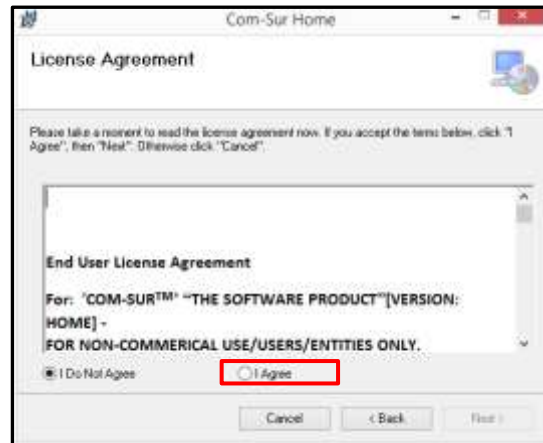 Com-Sur Home
License Agreement
Please take a moment to read the license agreement now. If you accept the terms below, click "I
Agree", then "Next". Otherwise click "Cancel".
End User License Agreement
For: 'COM-SUR™' "THE SOFTWARE PRODUCT"[VERSION:
HOME] -
FOR NON-COMMERICAL USE/USERS/ENTITIES ONLY.
I Do Not Agree
I Agree
Cancel
< Back
Next >